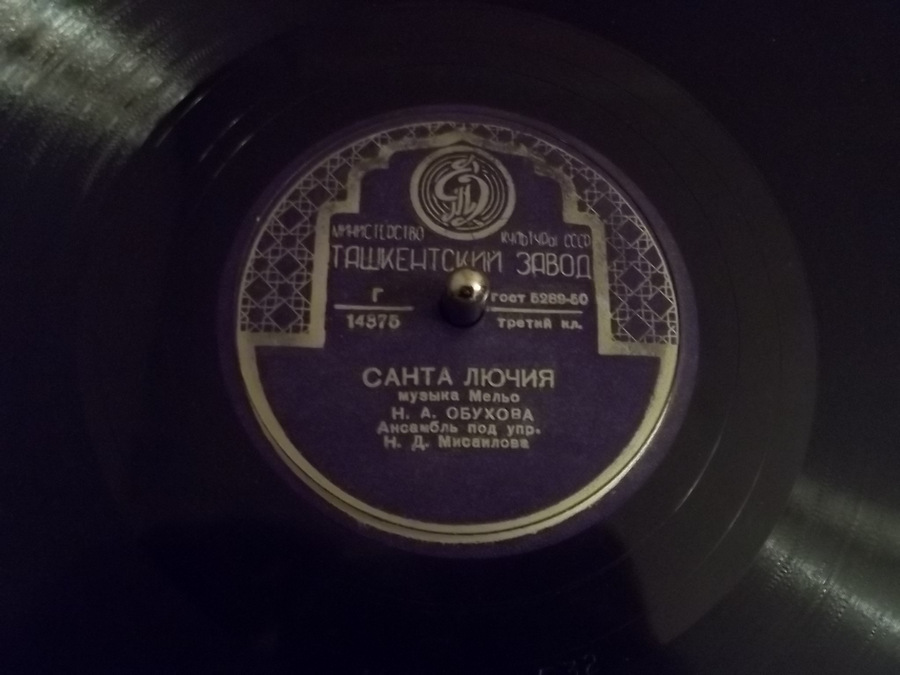 МИНИСТЕРСТВО КУЛЬТУРЫ СССР
ТАШКЕНТСКИЙ ЗАВОД
Г ГОСТ 5289-50
14375 Третий кл.
САНТА ЛЮЧИЯ
музыка Мельо
Н. А. ОБУХОВА
Ансамбль под упр.
Н. Д. Мисаилова